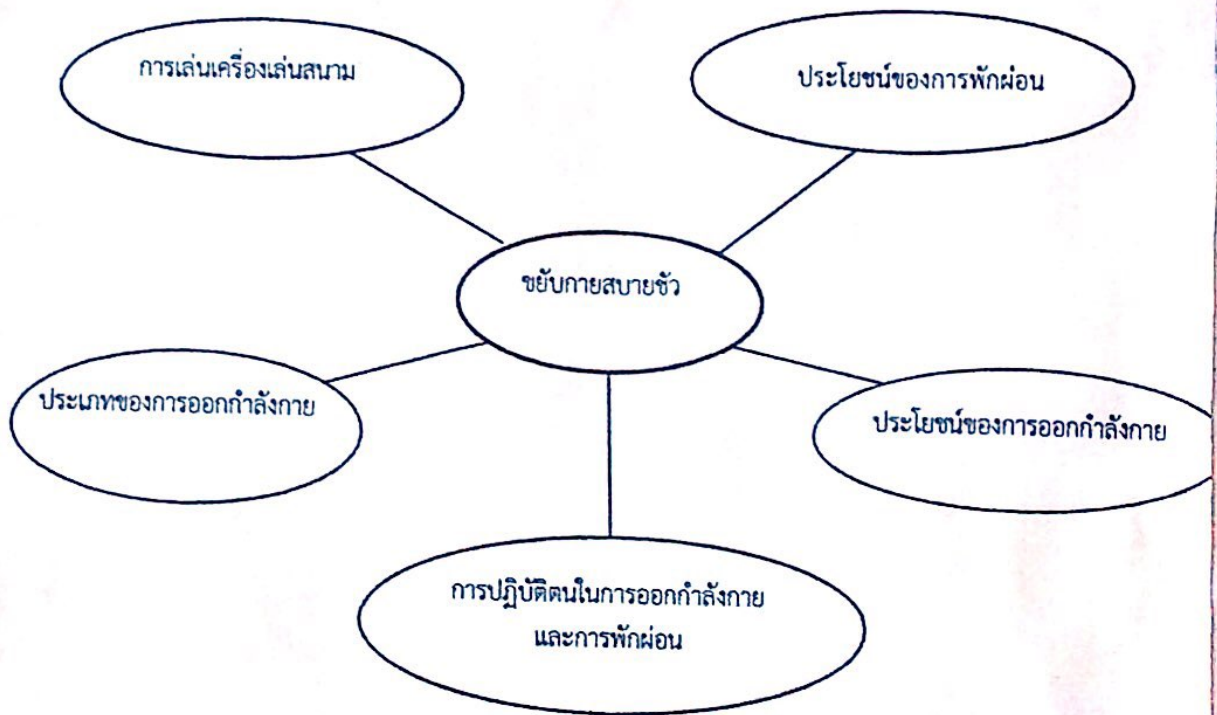 การเล่นเครื่องเล่นสนาม
ประโยชน์ของการพักผ่อน
ขยับกายสบายชัว
ประเภทของการออกกำลังกาย
ประโยชน์ของการออกกำลังกาย
การปฏิบัติตนในการออกกำลังกาย
และการพักผ่อน